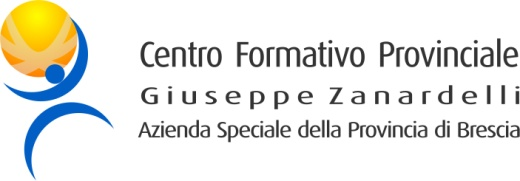 Centro Formativo Provinciale
Giuseppe Zanardelli
Azienda Speciale della Provincia di Brescia